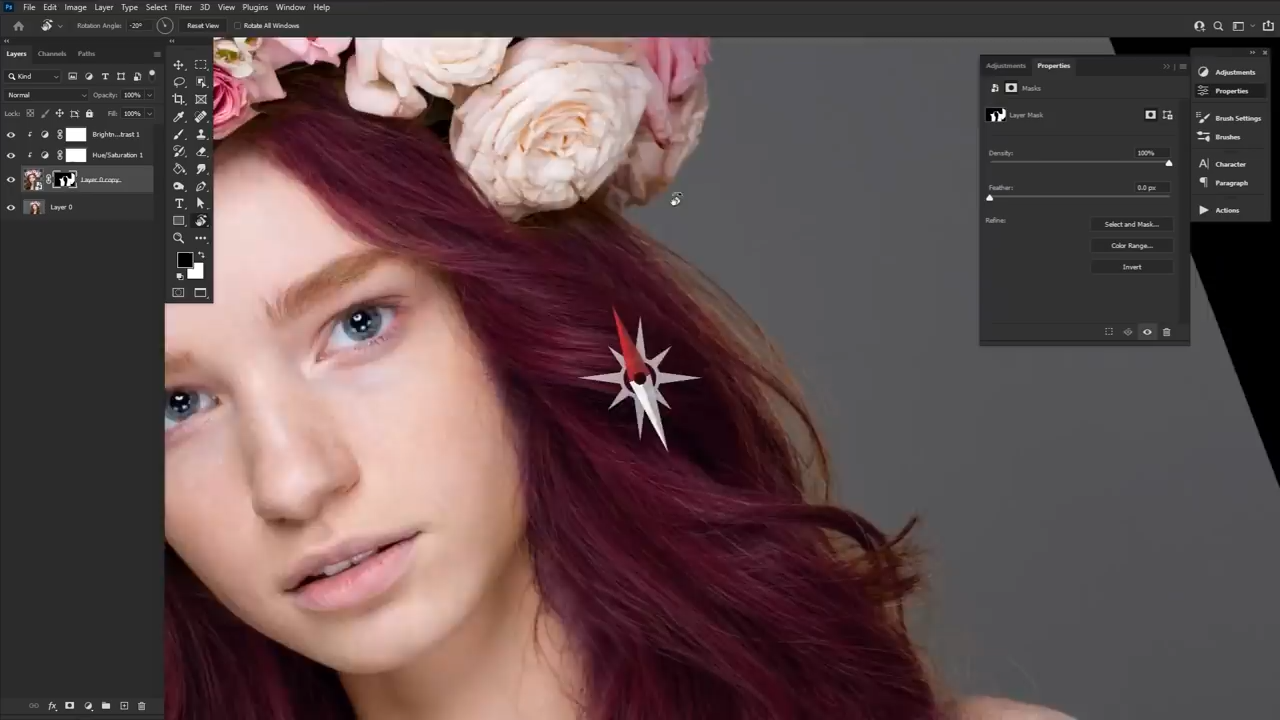 Ps File Edit Image Layer Type Select Filter 3D View Plugins Window Help
Rotation Angle: -20° Reset View Rotate All Windows
Layers Channels Paths
Kind
Normal Opacity: 100%
Lock: Fill: 100%
Brightn...trast 1
Hue/Saturation 1
Layer 0 copy
Layer 0
Adjustments Properties
Masks
Layer Mask
Density: 100%
Feather: 0.0 px
Refine: Select and Mask...
Color Range...
Invert
Adjustments
Properties
Brush Settings
Brushes
Character
Paragraph
Actions